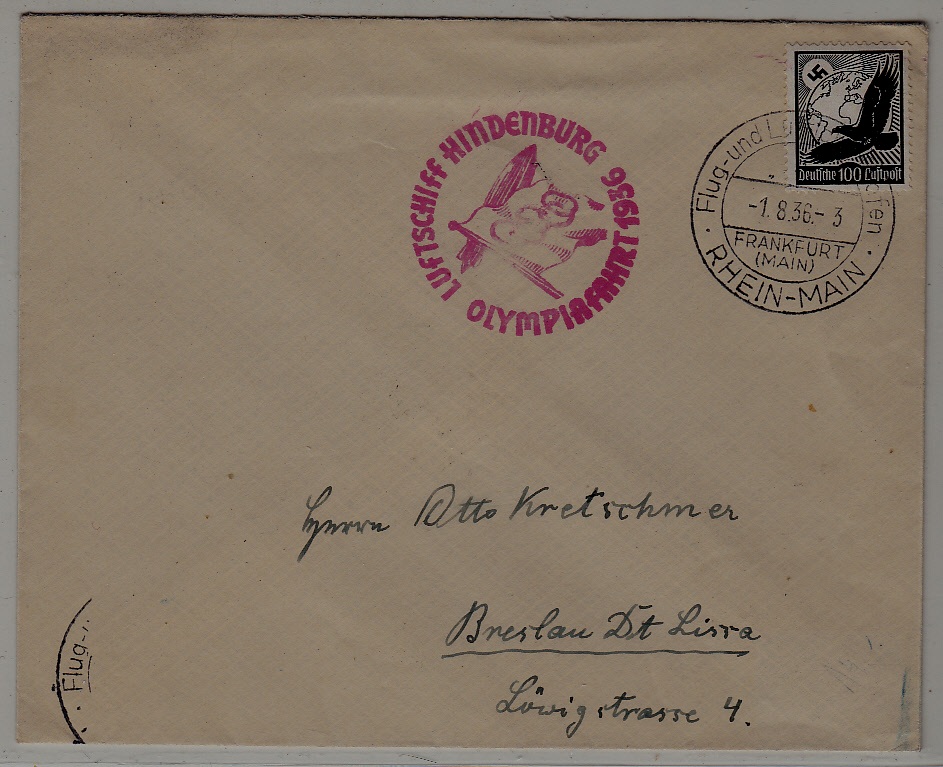 LUFTSCHIFF HINDENBURG
OLYMPIAFAHRT 1936
Deutsche 100 Luftpost
Flug-und
-1.8.36.- 3
FRANKFURT
(MAIN)
· RHEIN-MAIN ·
Herrn Otto Kretschmer
Breslau Dt Lissa
Löwigstrasse 4.
Flug-